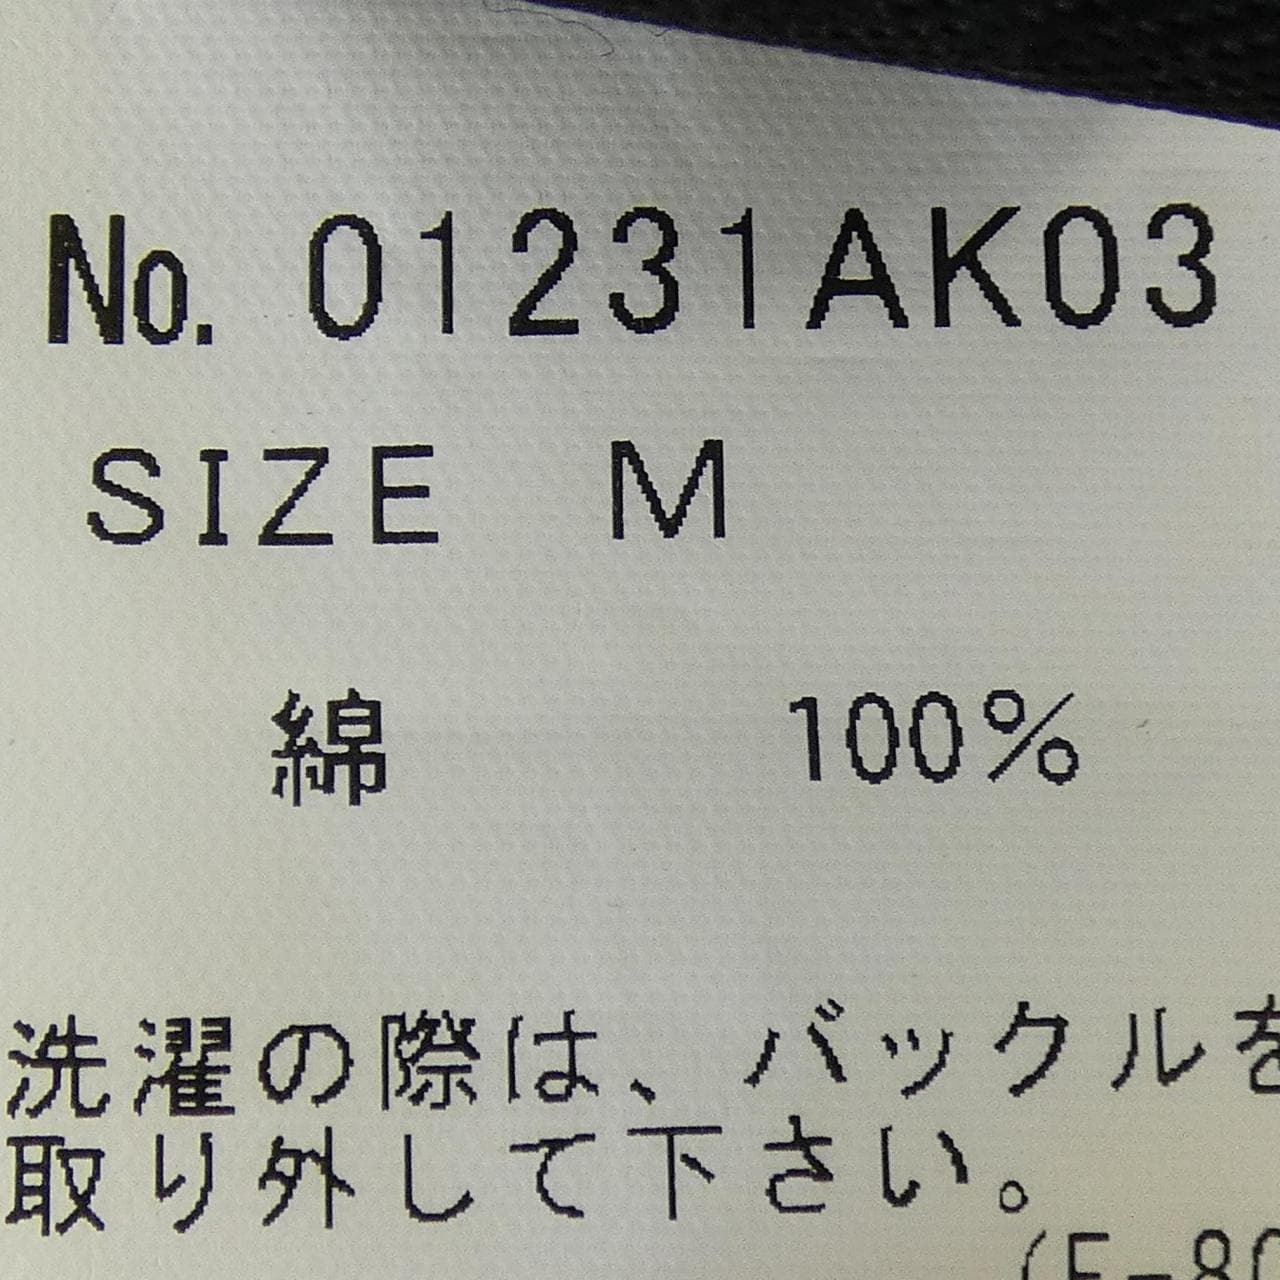 No. 01231AK03
SIZE M
綿 100%
洗濯の際は、バックルを
取り外して下さい。
(F-80